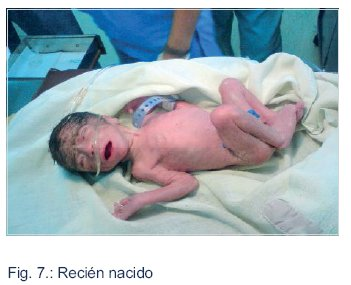 Fig. 7.: Recién nacido